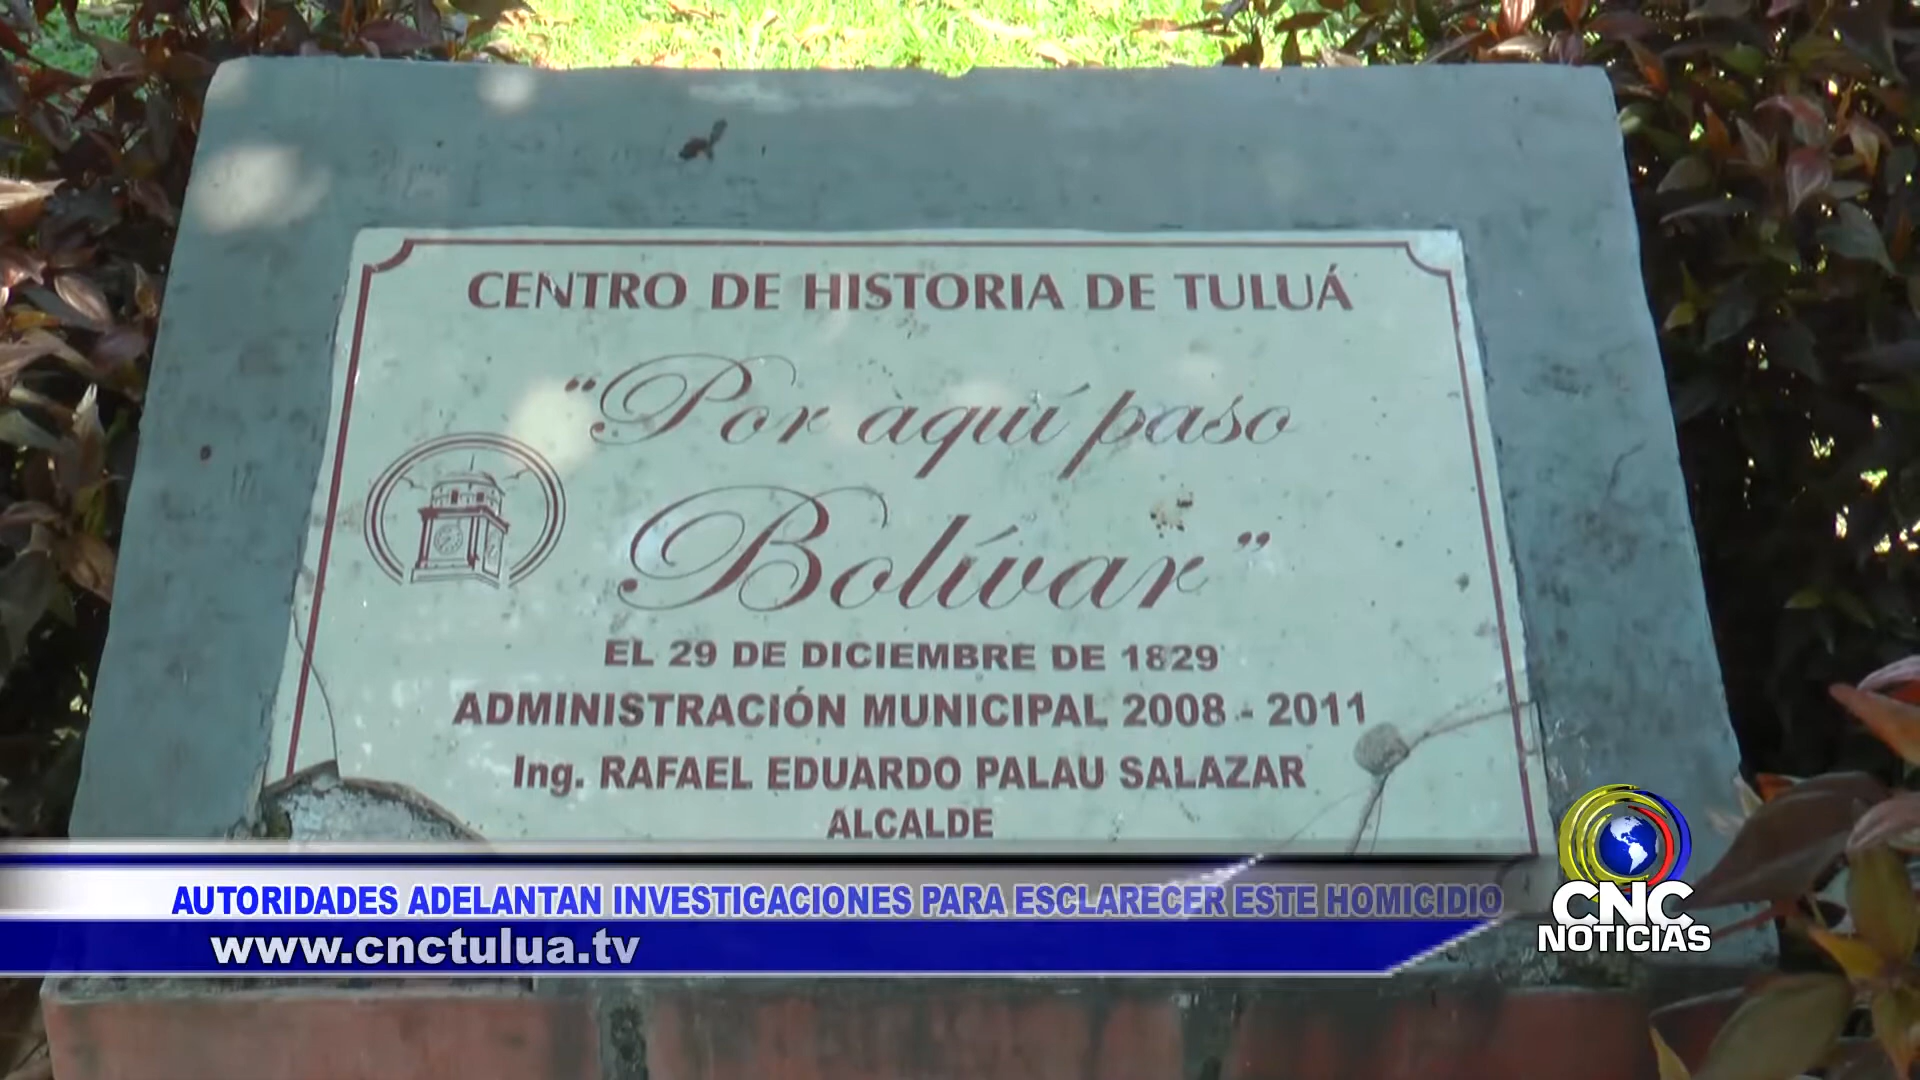 CENTRO DE HISTORIA DE TULUÁ
“Por aquí paso
Bolívar”
EL 29 DE DICIEMBRE DE 1829
ADMINISTRACIÓN MUNICIPAL 2008 - 2011
Ing. RAFAEL EDUARDO PALAU SALAZAR
ALCALDE
AUTORIDADES ADELANTAN INVESTIGACIONES PARA ESCLARECER ESTE HOMICIDIO
www.cnctulua.tv
CNC
NOTICIAS